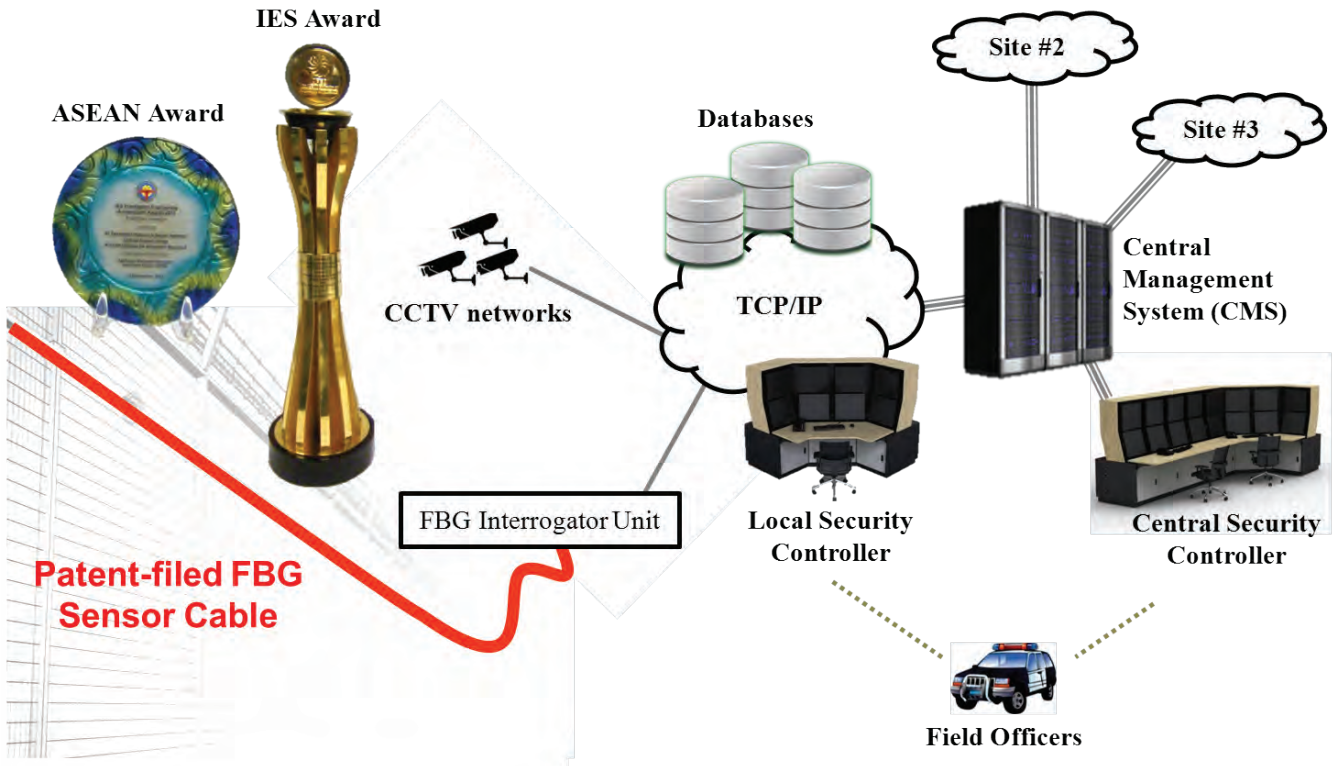 IES Award
ASEAN Award
Site #2
Site #3
Databases
CCTV networks
TCP/IP
Central
Management
System (CMS)
FBG Interrogator Unit
Local Security
Controller
Central Security
Controller
Patent-filed FBG
Sensor Cable
Field Officers